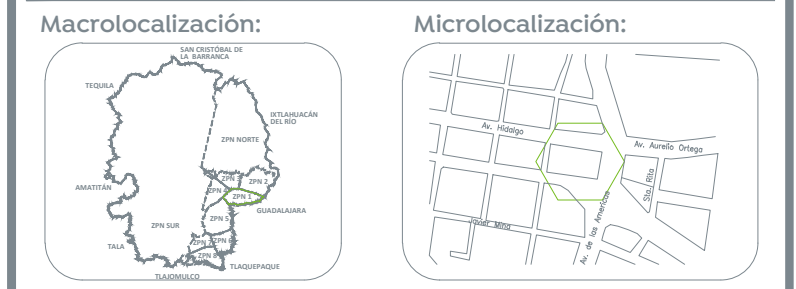 Macrolocalización:
Microlocalización:
SAN CRISTÓBAL DE
LA BARRANCA
TEQUILA
IXTLAHUACÁN
DEL RÍO
ZPN NORTE
ZPN 3
ZPN 2
ZPN 4
ZPN 1
AMATITÁN
GUADALAJARA
ZPN SUR
ZPN 5
TALA
ZPN 7
ZPN 6
ZPN 8
TLAQUEPAQUE
TLAJOMULCO
Av. Hidalgo
Av. Aurelio Ortega
Sta. Rita
Javier Mina
Av. de las Americas